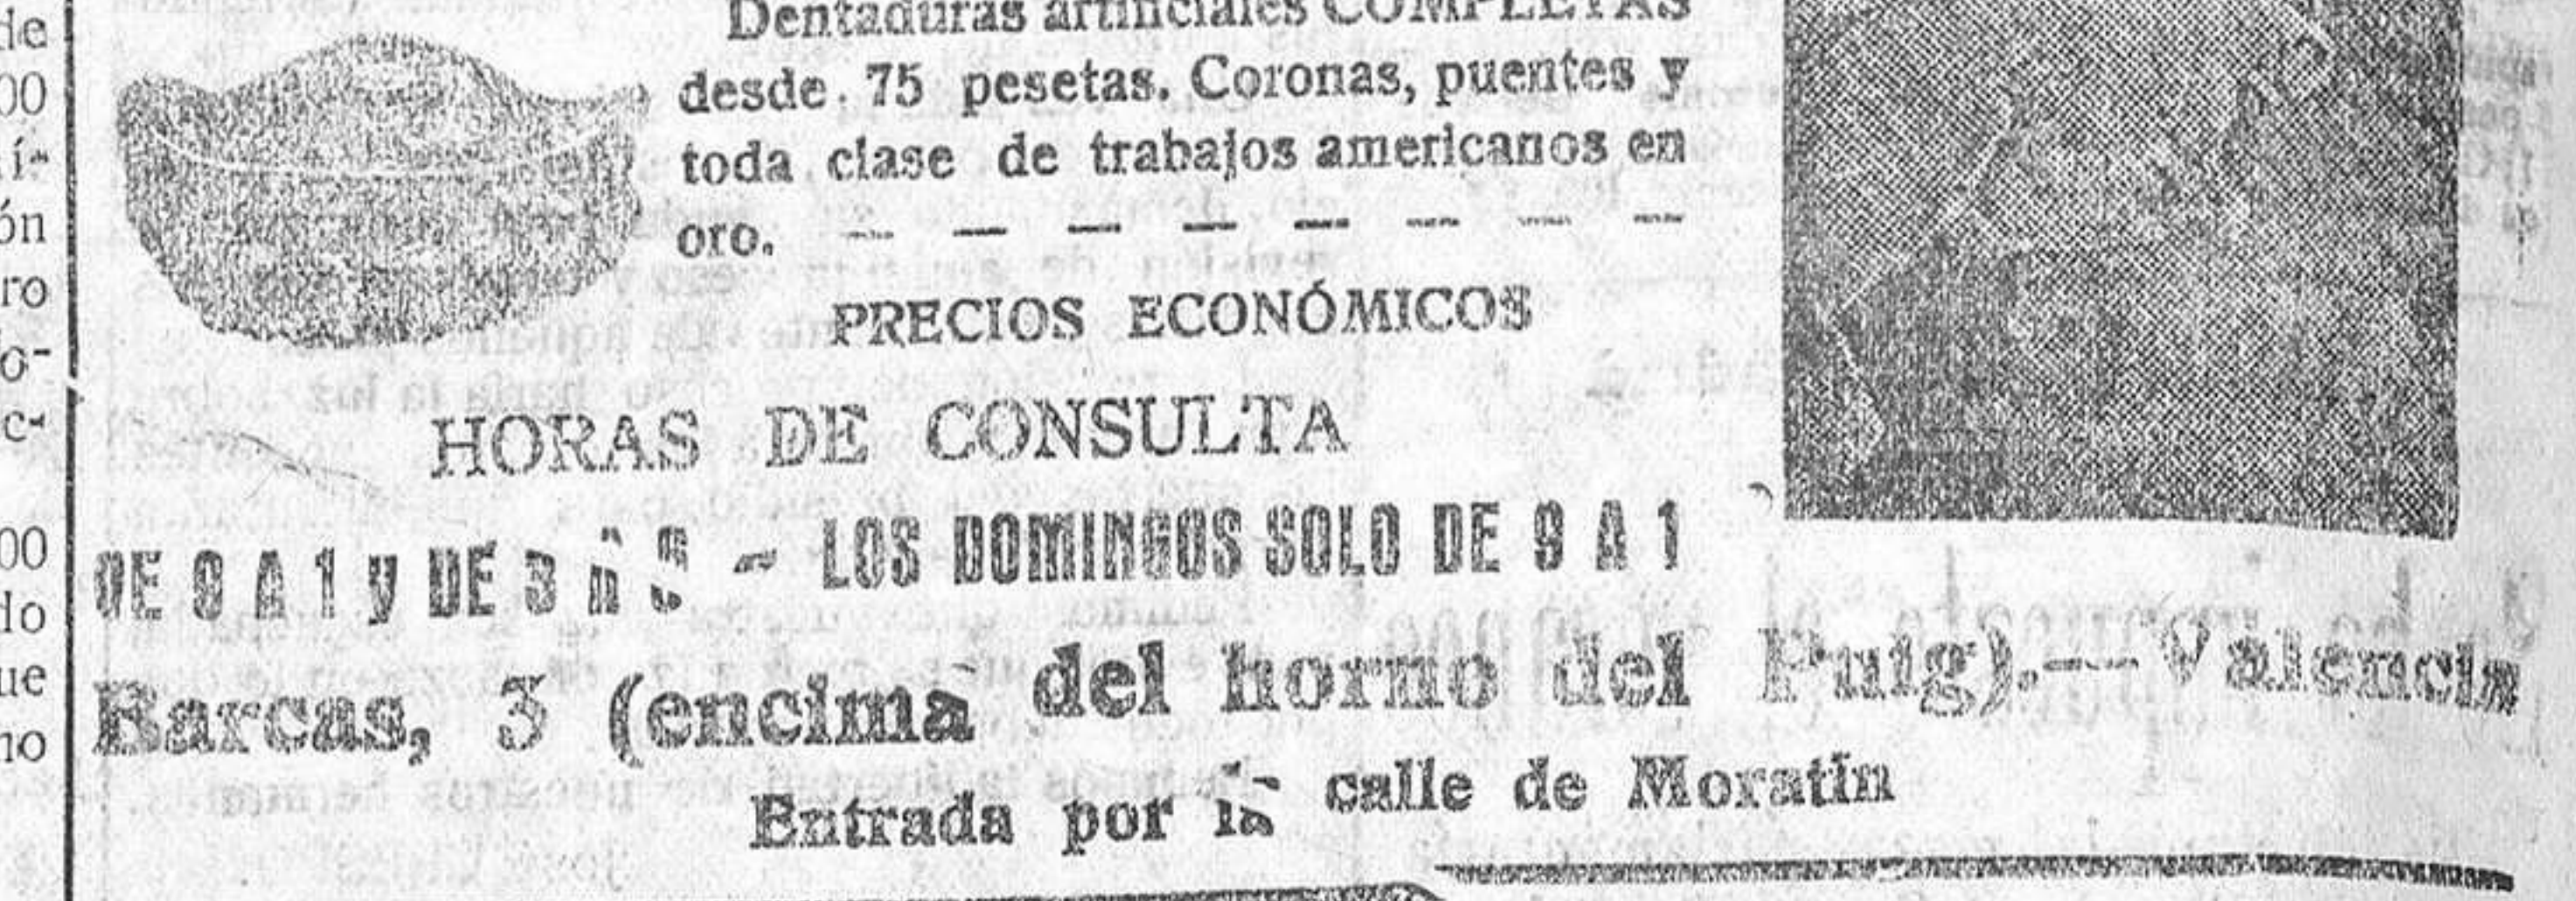 Dentaduras artificiales COMPLETAS
desde 75 pesetas. Coronas, puentes y
toda clase de trabajos americanos en
oro. — — — — — — — —
PRECIOS ECONÓMICOS
HORAS DE CONSULTA
DE 9 A 1 y DE 3 A - LOS DOMINGOS SOLO DE 9 A 1
Barcas, 3 (encima del horno del Puig).—Valencia
Entrada por la calle de Moratín